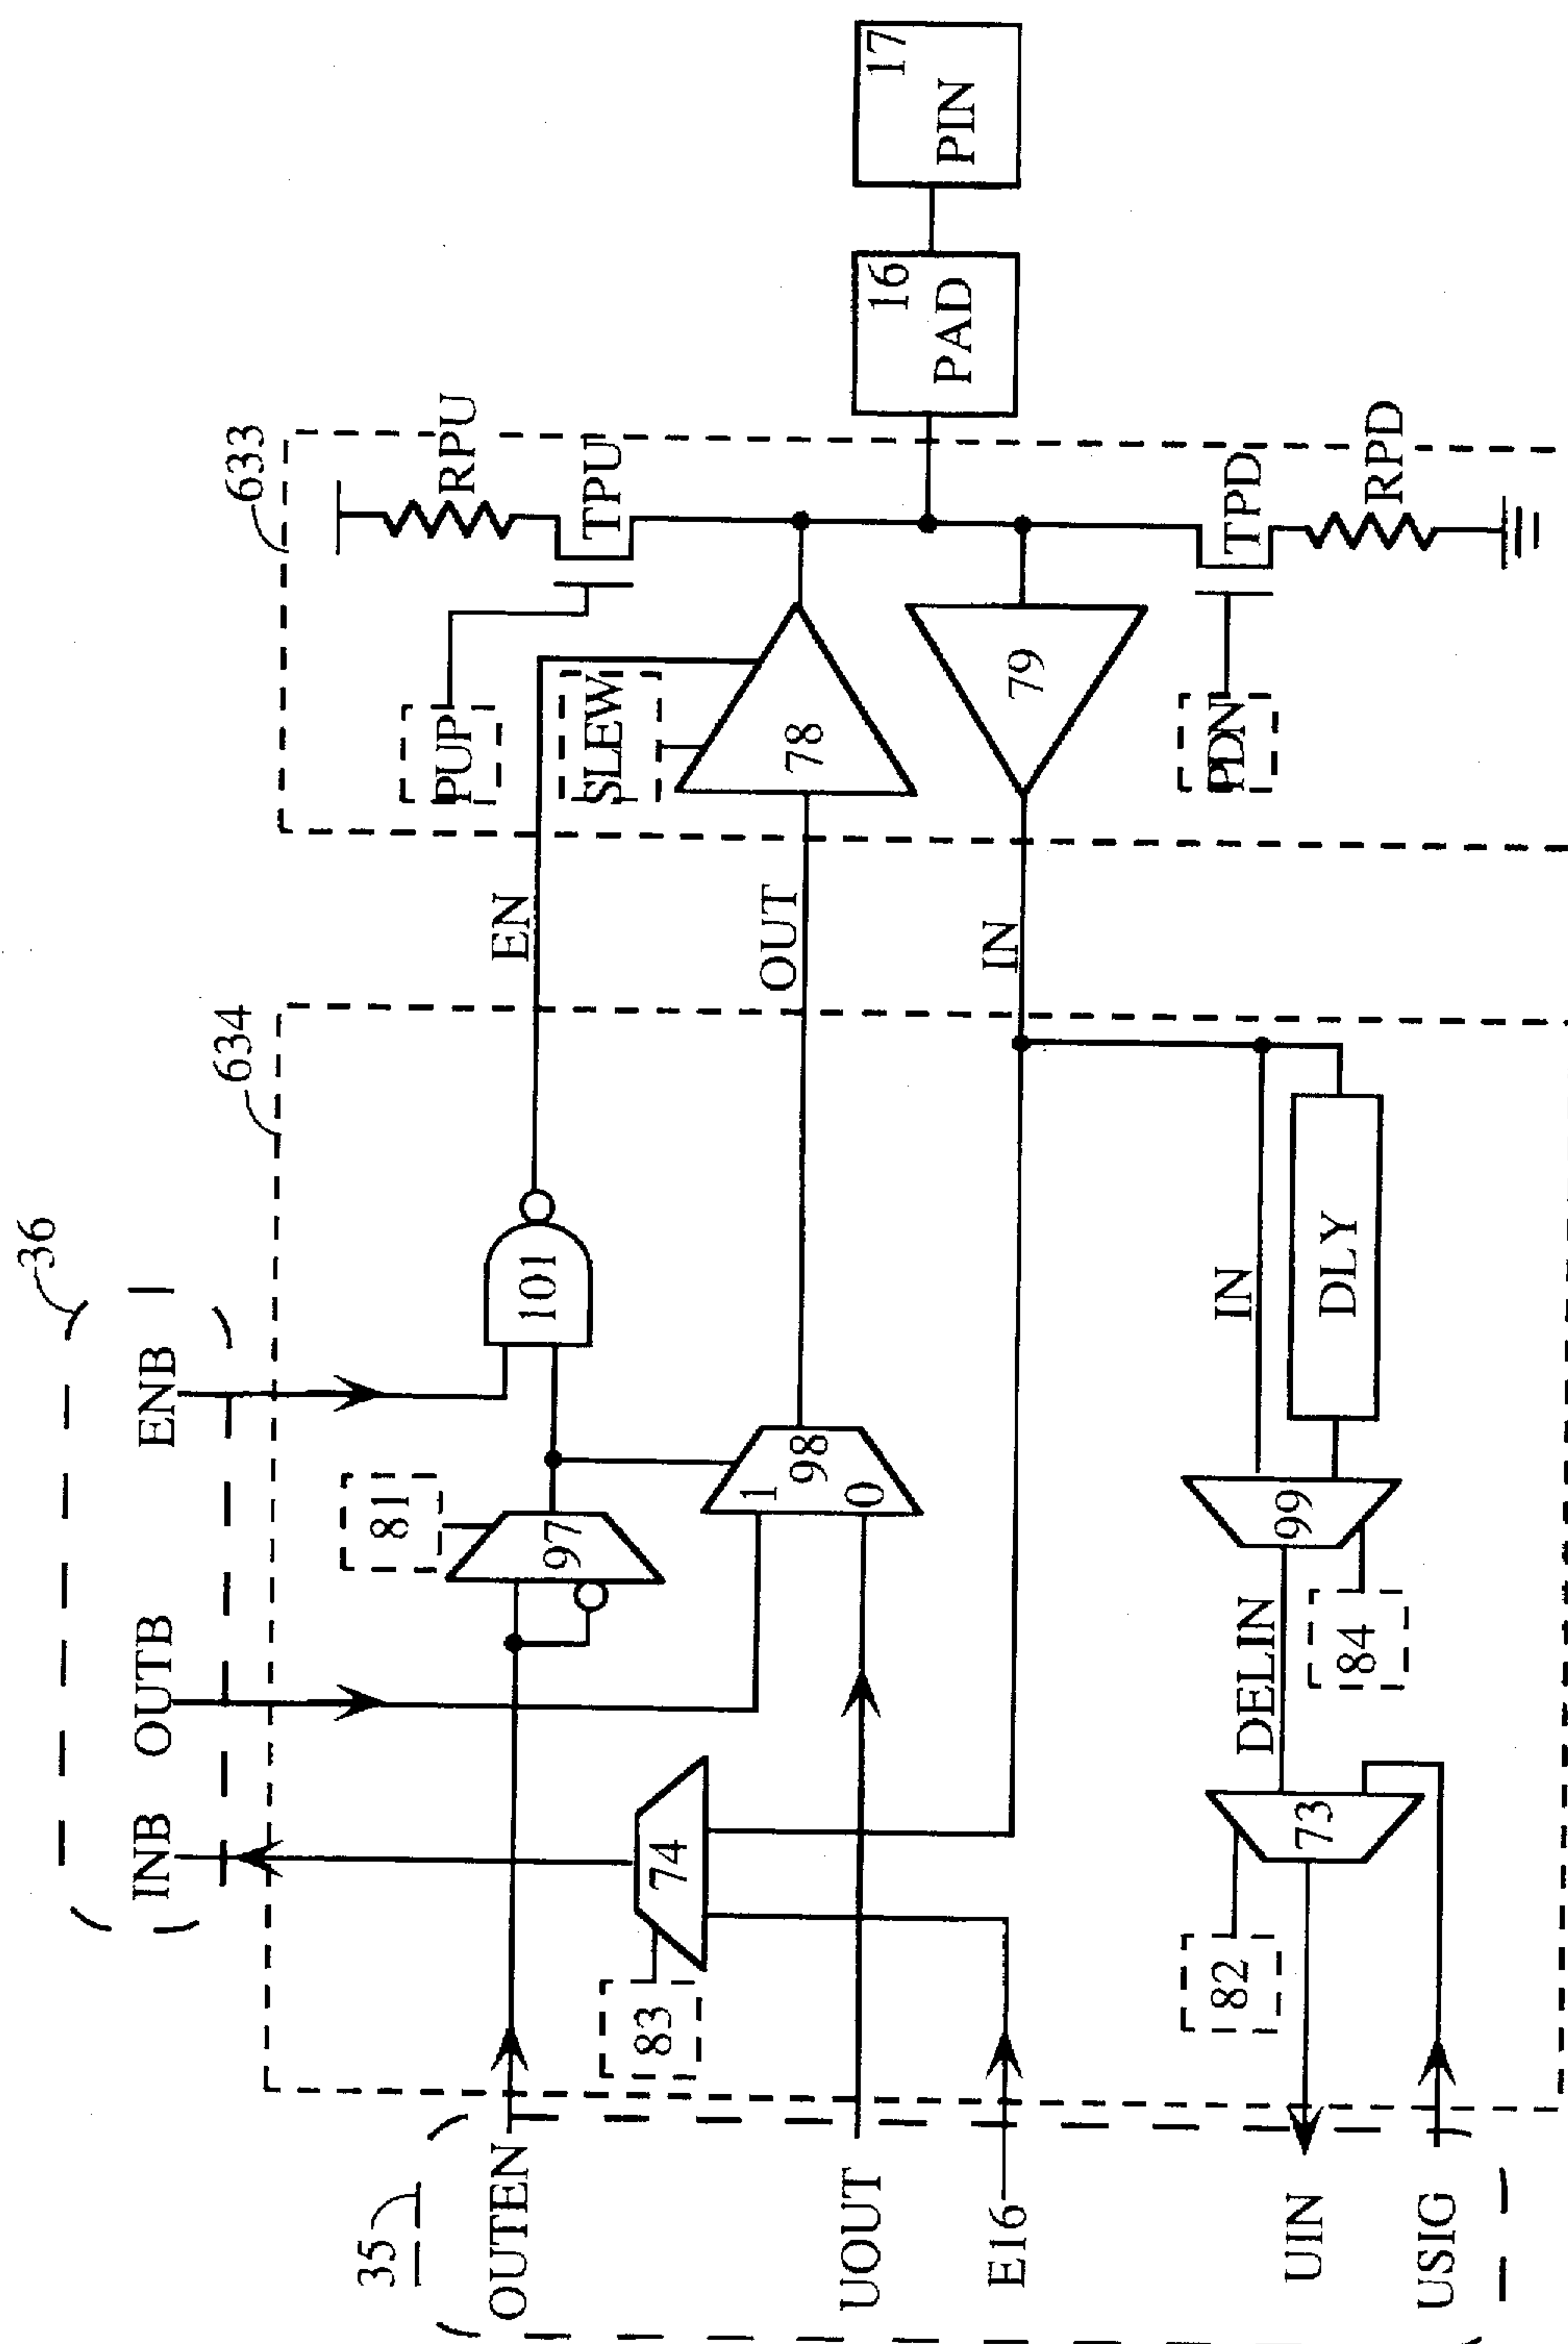 36
INB
OUTB
ENB
634
633
35
OUTEN
83
74
81
97
101
EN
PUP
SLEW
RPU
TPU
UOUT
1
98
0
OUT
78
16
PAD
17
PIN
E16
IN
79
82
UIN
73
DELIN
84
99
IN
DLY
PDN
TPD
RPD
USIG